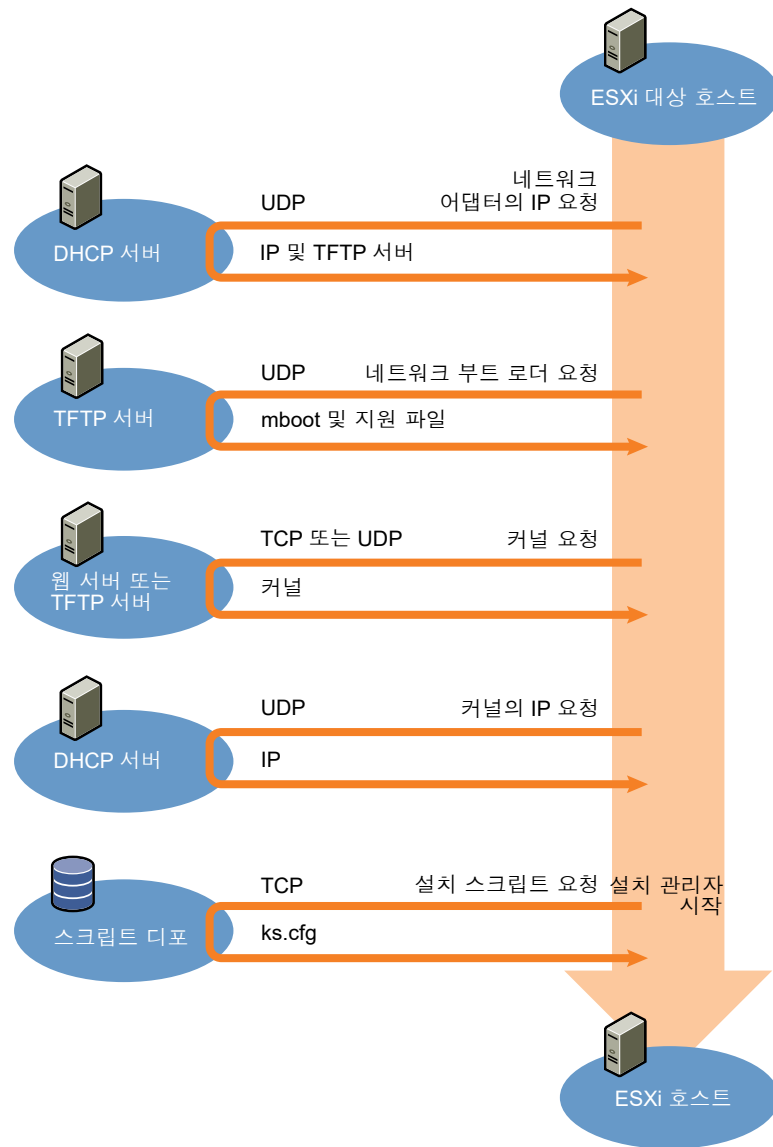 ESXi 대상 호스트
네트워크
UDP 어댑터의 IP 요청
DHCP 서버
IP 및 TFTP 서버
UDP 네트워크 부트 로더 요청
TFTP 서버
mboot 및 지원 파일
TCP 또는 UDP 커널 요청
웹 서버 또는
TFTP 서버
커널
UDP 커널의 IP 요청
DHCP 서버
IP
TCP 설치 스크립트 요청 설치 관리자
시작
스크립트 디포
ks.cfg
ESXi 호스트